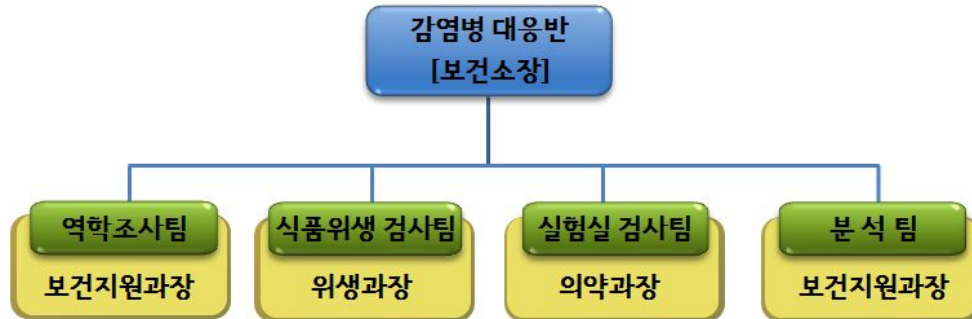 감염병 대응반
[보건소장]
역학조사팀
보건지원과장
식품위생 검사팀
위생과장
실험실 검사팀
의약과장
분 석 팀
보건지원과장